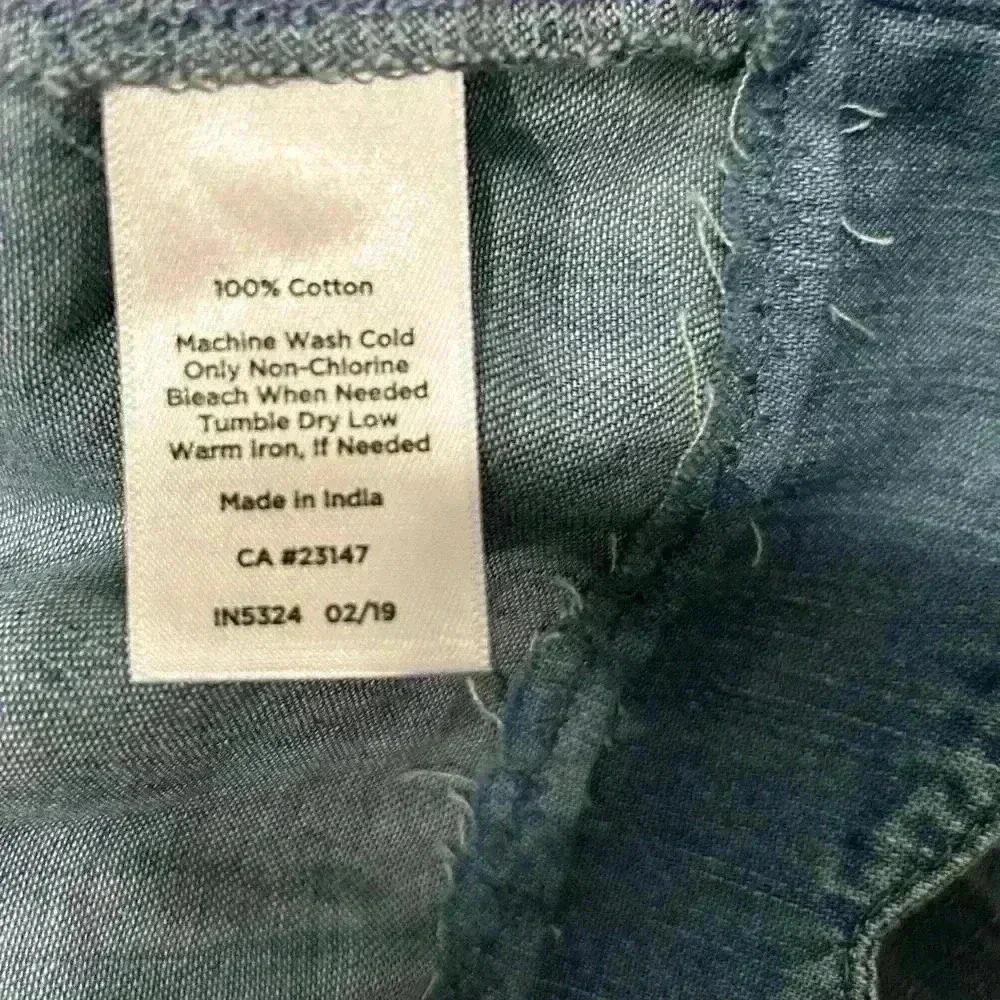 100% Cotton
Machine Wash Cold
Only Non-Chlorine
Bleach When Needed
Tumble Dry Low
Warm Iron, If Needed
Made in India
CA #23147
IN5324 02/19